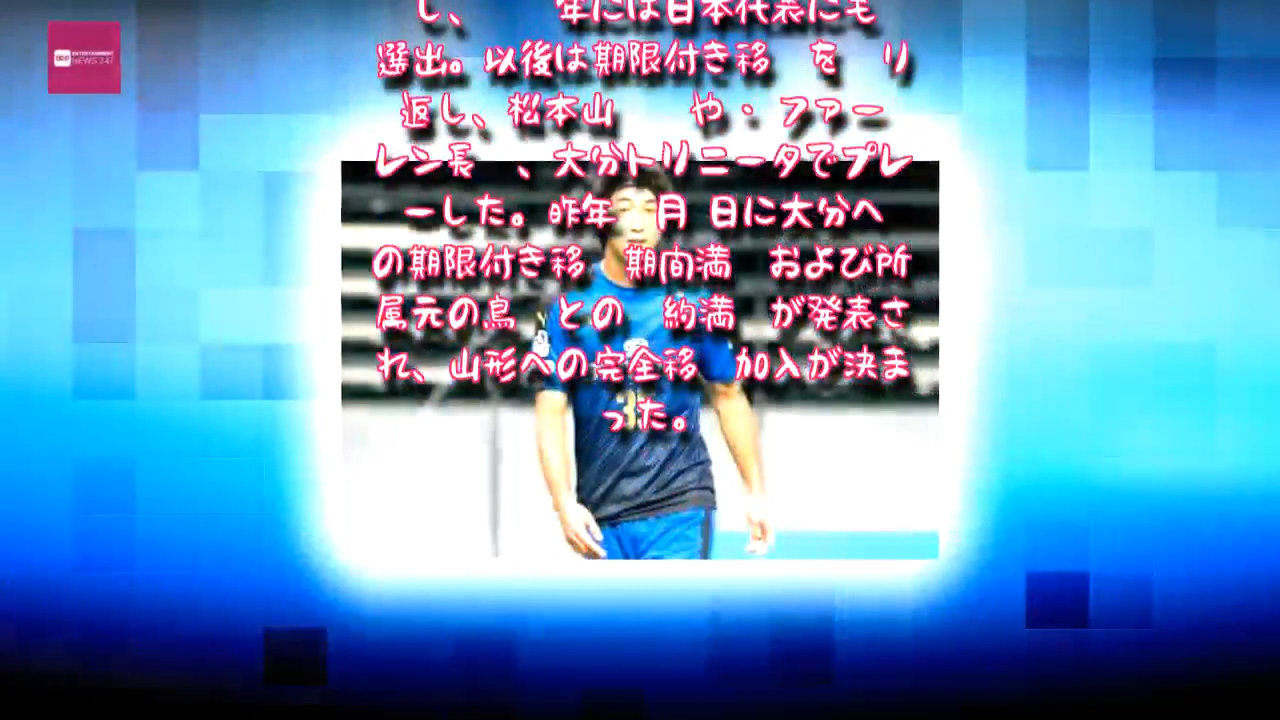 ENTERTAINMENT
NEWS 247
し、　　年には日本代表にも
選出。以後は期限付き移　を　り
返し、松本山　　や・ファー
レン長　、大分トリニータでプレ
ーした。昨年　月 日に大分へ
の期限付き移　期間満　および所
属元の鳥　との　約満　が発表さ
れ、山形への完全移　加入が決ま
った。